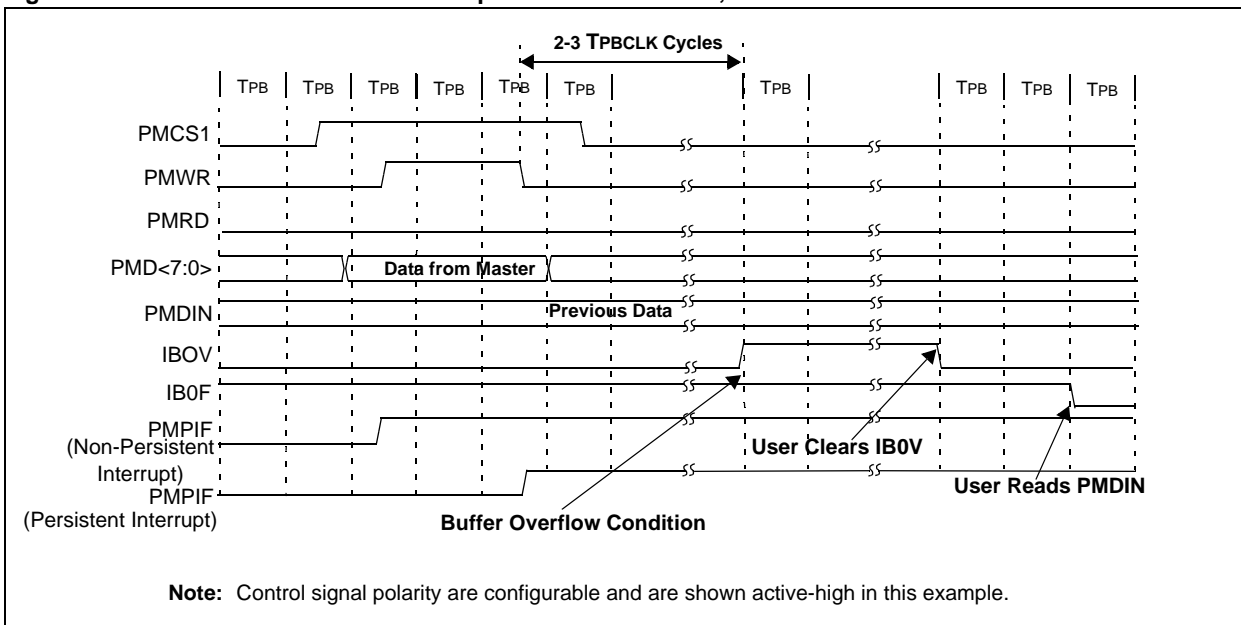 2-3 TPBCLK Cycles
TPB TPB TPB TPB TPB TPB TPB TPB TPB TPB
PMCS1
PMWR
PMRD
PMD<7:0>
Data from Master
PMDIN
Previous Data
IBOV
IB0F
PMPIF
(Non-Persistent
Interrupt)
User Clears IB0V
PMPIF
(Persistent Interrupt)
User Reads PMDIN
Buffer Overflow Condition
Note: Control signal polarity are configurable and are shown active-high in this example.